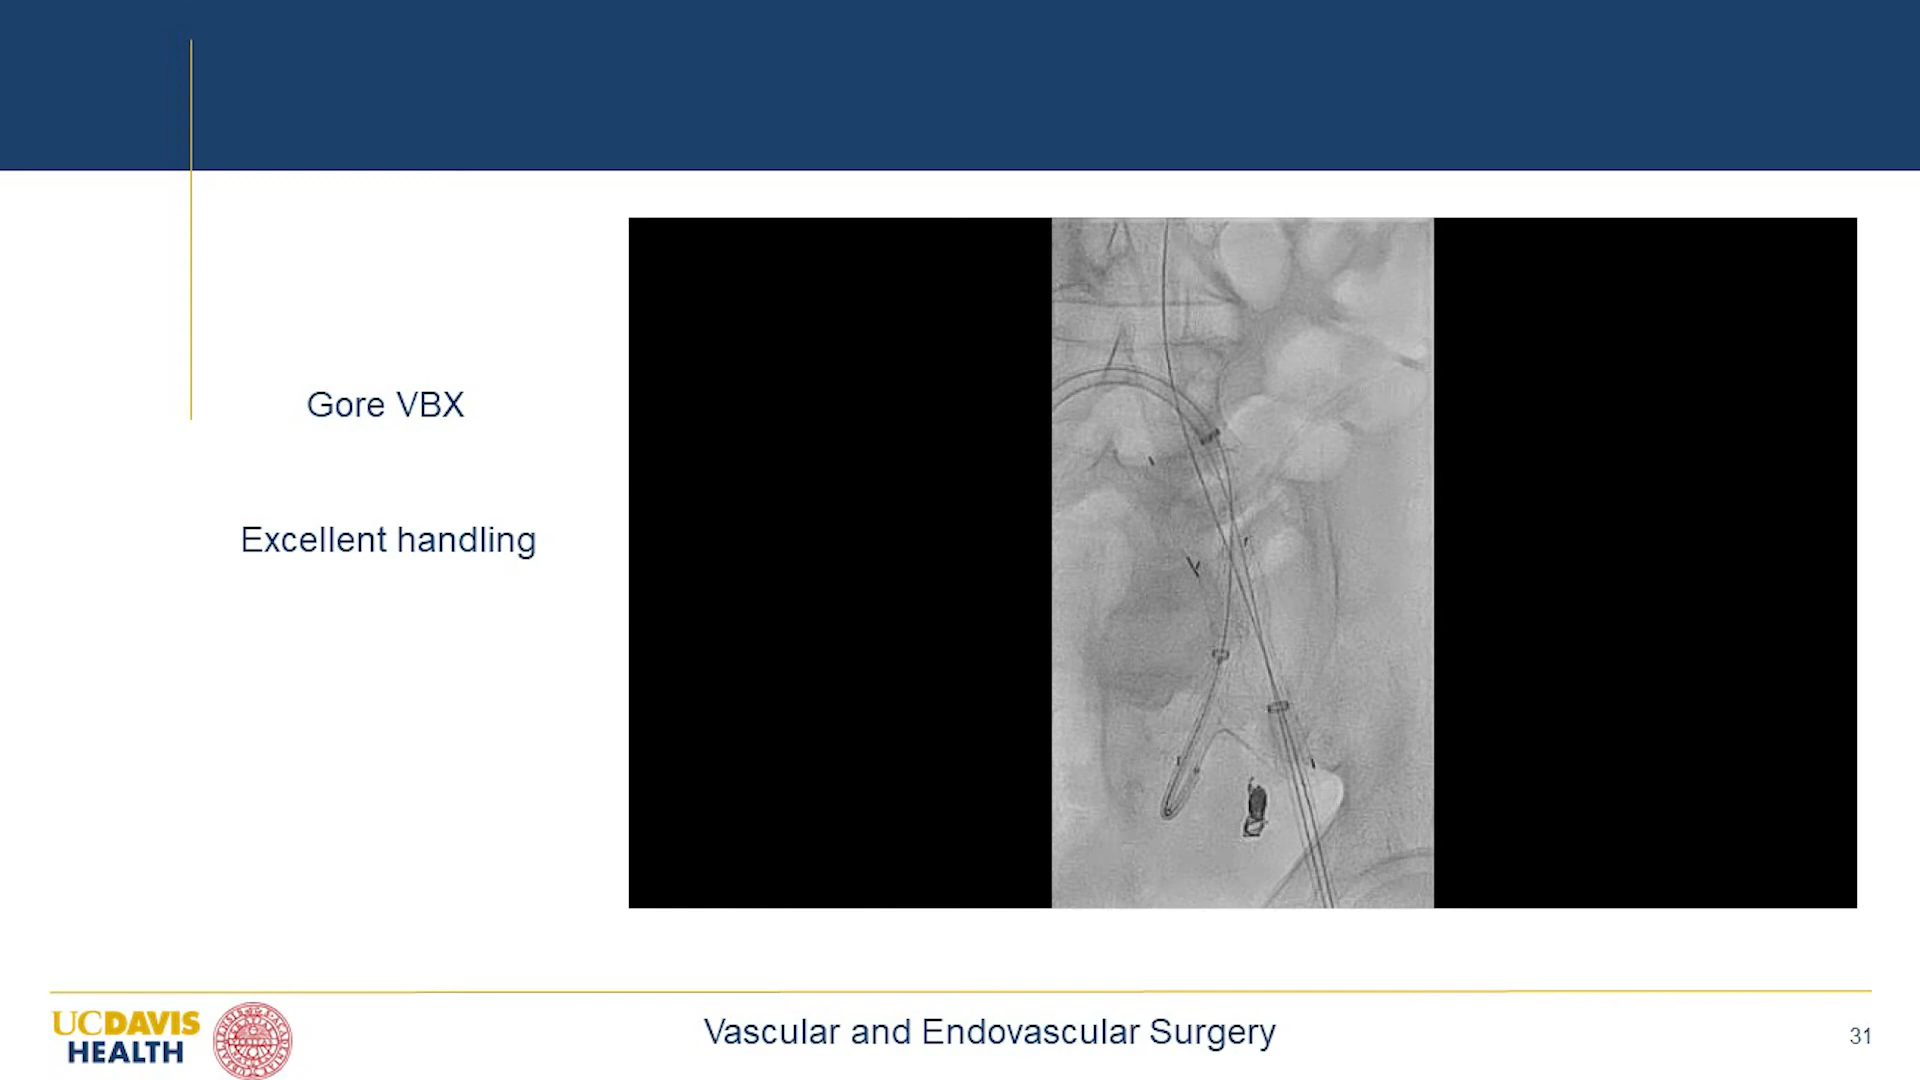 Gore VBX
Excellent handling
UCDAVIS
HEALTH
Vascular and Endovascular Surgery
31